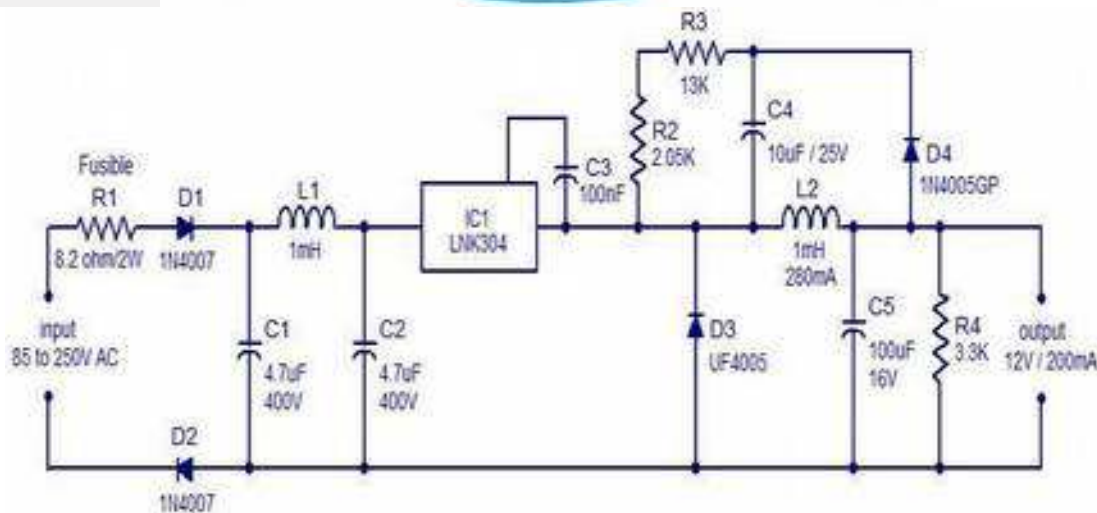 R3
13K
R2
2.05K
C4
10uF / 25V
D4
1N4005GP
Fusible
R1
8.2 ohm/2W
D1
1N4007
L1
1mH
IC1
LNK304
C3
100nF
L2
1mH
280mA
input
85 to 250V AC
C1
4.7uF
400V
C2
4.7uF
400V
D3
UF4005
C5
100uF
16V
R4
3.3K
output
12V / 200mA
D2
1N4007